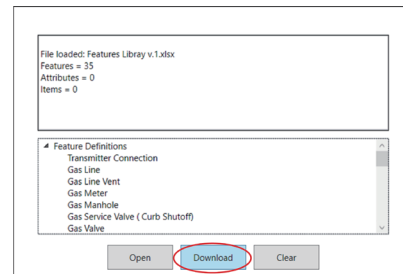 File loaded: Features Libray v.1.xlsx
Features = 35
Attributes = 0
Items = 0
Feature Definitions
Transmitter Connection
Gas Line
Gas Line Vent
Gas Meter
Gas Manhole
Gas Service Valve ( Curb Shutoff)
Gas Valve
Open Download Clear